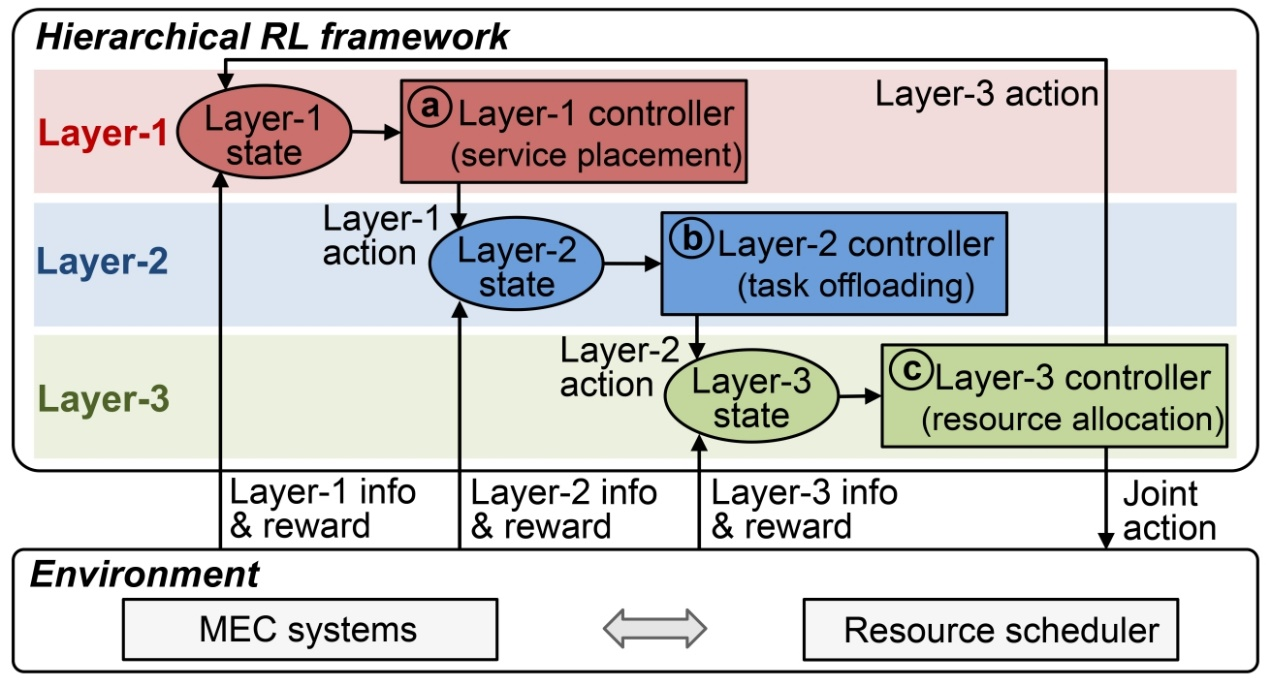 Hierarchical RL framework
Layer-3 action
Layer-1
Layer-1
state
a
Layer-1 controller
(service placement)
Layer-1
action
Layer-2
Layer-2
state
b
Layer-2 controller
(task offloading)
Layer-2
action
Layer-3
Layer-3
state
c
Layer-3 controller
(resource allocation)
Layer-1 info
& reward
Layer-2 info
& reward
Layer-3 info
& reward
Joint
action
Environment
MEC systems
Resource scheduler